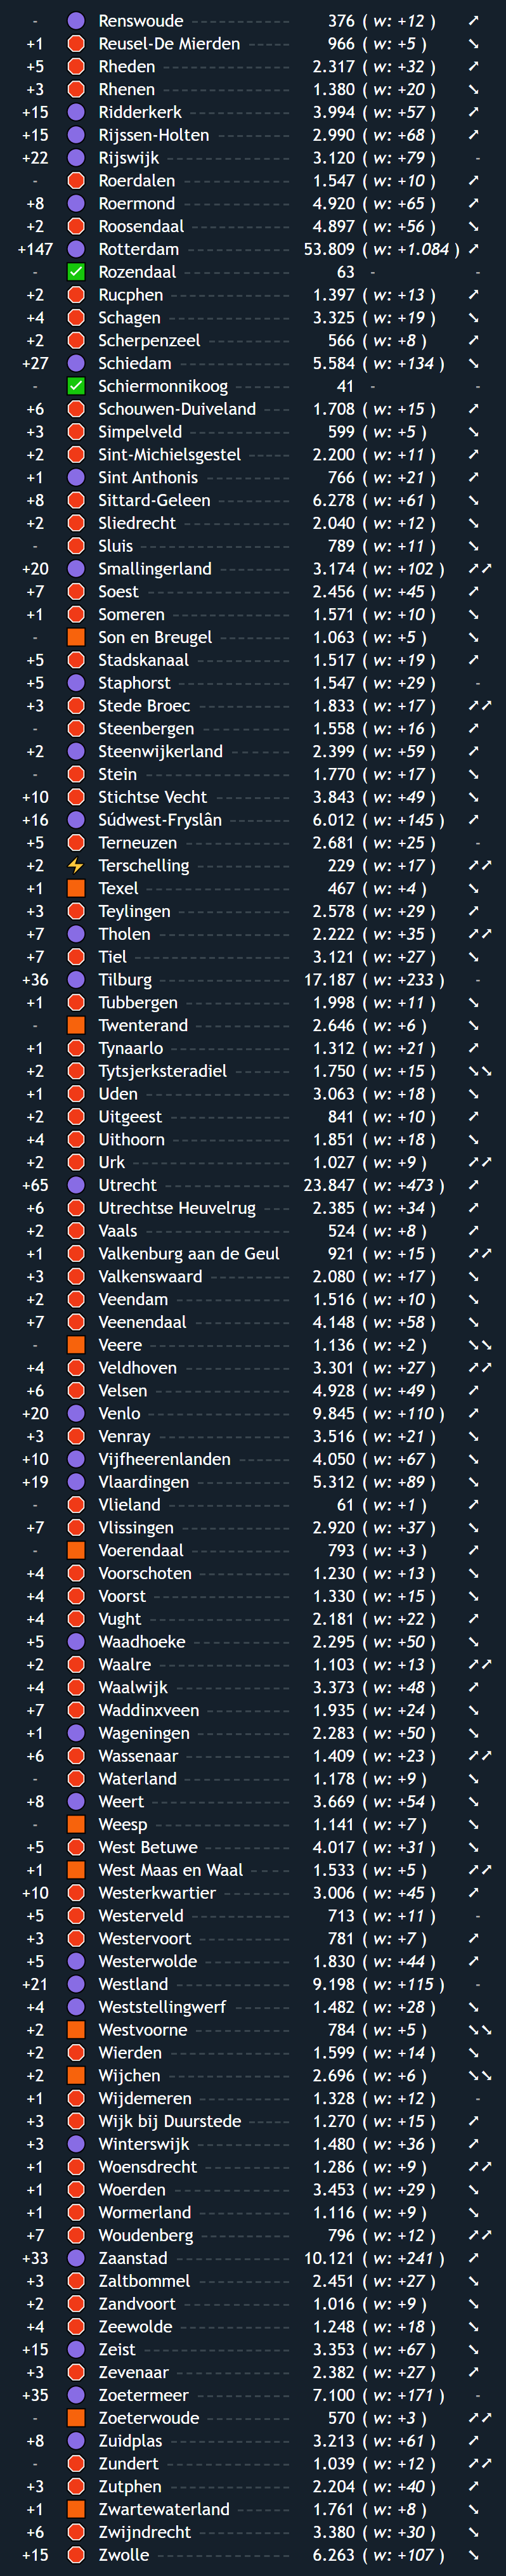 - Renswoude 376 ( w: +12 ) ➚
+1 Reusel-De Mierden 966 ( w: +5 ) ➘
+5 Rheden 2.317 ( w: +32 ) ➚
+3 Rhenen 1.380 ( w: +20 ) ➘
+15 Ridderkerk 3.994 ( w: +57 ) ➚
+15 Rijssen-Holten 2.990 ( w: +68 ) ➚
+22 Rijswijk 3.120 ( w: +79 ) -
- Roerdalen 1.547 ( w: +10 ) ➚
+8 Roermond 4.920 ( w: +65 ) ➚
+2 Roosendaal 4.897 ( w: +56 ) ➘
+147 Rotterdam 53.809 ( w: +1.084 ) ➚
- Rozendaal 63 - -
+2 Rucphen 1.397 ( w: +13 ) ➚
+4 Schagen 3.325 ( w: +19 ) ➘
+2 Scherpenzeel 566 ( w: +8 ) ➚
+27 Schiedam 5.584 ( w: +134 ) ➘
- Schiermonnikoog 41 - -
+6 Schouwen-Duiveland 1.708 ( w: +15 ) ➚
+3 Simpelveld 599 ( w: +5 ) ➘
+2 Sint-Michielsgestel 2.200 ( w: +11 ) ➚
+1 Sint Anthonis 766 ( w: +21 ) ➚
+8 Sittard-Geleen 6.278 ( w: +61 ) ➘
+2 Sliedrecht 2.040 ( w: +12 ) ➘
- Sluis 789 ( w: +11 ) ➘
+20 Smallingerland 3.174 ( w: +102 ) ➚➚
+7 Soest 2.456 ( w: +45 ) ➚
+1 Someren 1.571 ( w: +10 ) ➘
- Son en Breugel 1.063 ( w: +5 ) ➘
+5 Stadskanaal 1.517 ( w: +19 ) ➚
+5 Staphorst 1.547 ( w: +29 ) -
+3 Stede Broec 1.833 ( w: +17 ) ➚➚
- Steenbergen 1.558 ( w: +16 ) ➚
+2 Steenwijkerland 2.399 ( w: +59 ) ➚
- Stein 1.770 ( w: +17 ) ➘
+10 Stichtse Vecht 3.843 ( w: +49 ) ➘
+16 Súdwest-Fryslân 6.012 ( w: +145 ) ➚
+5 Terneuzen 2.681 ( w: +25 ) -
+2 Terschelling 229 ( w: +17 ) ➚➚
+1 Texel 467 ( w: +4 ) ➘
+3 Teylingen 2.578 ( w: +29 ) ➚
+7 Tholen 2.222 ( w: +35 ) ➚➚
+7 Tiel 3.121 ( w: +27 ) ➘
+36 Tilburg 17.187 ( w: +233 ) -
+1 Tubbergen 1.998 ( w: +11 ) ➘
- Twenterand 2.646 ( w: +6 ) ➘
+1 Tynaarlo 1.312 ( w: +21 ) ➚
+2 Tytsjerksteradiel 1.750 ( w: +15 ) ➘➘
+1 Uden 3.063 ( w: +18 ) ➘
+2 Uitgeest 841 ( w: +10 ) ➚
+4 Uithoorn 1.851 ( w: +18 ) ➘
+2 Urk 1.027 ( w: +9 ) ➚➚
+65 Utrecht 23.847 ( w: +473 ) ➚
+6 Utrechtse Heuvelrug 2.385 ( w: +34 ) ➚
+2 Vaals 524 ( w: +8 ) ➚
+1 Valkenburg aan de Geul 921 ( w: +15 ) ➚➚
+3 Valkenswaard 2.080 ( w: +17 ) ➘
+2 Veendam 1.516 ( w: +10 ) ➘
+7 Veenendaal 4.148 ( w: +58 ) ➘
- Veere 1.136 ( w: +2 ) ➘➘
+4 Veldhoven 3.301 ( w: +27 ) ➚➚
+6 Velsen 4.928 ( w: +49 ) ➚
+20 Venlo 9.845 ( w: +110 ) ➚
+3 Venray 3.516 ( w: +21 ) ➘
+10 Vijfheerenlanden 4.050 ( w: +67 ) ➘
+19 Vlaardingen 5.312 ( w: +89 ) ➘
- Vlieland 61 ( w: +1 ) ➚
+7 Vlissingen 2.920 ( w: +37 ) ➘
- Voerendaal 793 ( w: +3 ) ➚
+4 Voorschoten 1.230 ( w: +13 ) ➘
+4 Voorst 1.330 ( w: +15 ) ➘
+4 Vught 2.181 ( w: +22 ) ➚
+5 Waadhoeke 2.295 ( w: +50 ) ➘
+2 Waalre 1.103 ( w: +13 ) ➚➚
+4 Waalwijk 3.373 ( w: +48 ) ➚
+7 Waddinxveen 1.935 ( w: +24 ) ➘
+1 Wageningen 2.283 ( w: +50 ) ➘
+6 Wassenaar 1.409 ( w: +23 ) ➚➚
- Waterland 1.178 ( w: +9 ) ➘
+8 Weert 3.669 ( w: +54 ) ➘
- Weesp 1.141 ( w: +7 ) ➘
+5 West Betuwe 4.017 ( w: +31 ) ➘
+1 West Maas en Waal 1.533 ( w: +5 ) ➚➚
+10 Westerkwartier 3.006 ( w: +45 ) ➚
+5 Westerveld 713 ( w: +11 ) -
+3 Westervoort 781 ( w: +7 ) ➚
+5 Westerwolde 1.830 ( w: +44 ) ➚
+21 Westland 9.198 ( w: +115 ) -
+4 Weststellingwerf 1.482 ( w: +28 ) ➘
+2 Westvoorne 784 ( w: +5 ) ➘➘
+2 Wierden 1.599 ( w: +14 ) ➘
+2 Wijchen 2.696 ( w: +6 ) ➘➘
+1 Wijdemeren 1.328 ( w: +12 ) -
+3 Wijk bij Duurstede 1.270 ( w: +15 ) ➚
+3 Winterswijk 1.480 ( w: +36 ) ➚
+1 Woensdrecht 1.286 ( w: +9 ) ➚➚
+1 Woerden 3.453 ( w: +29 ) ➘
+1 Wormerland 1.116 ( w: +9 ) ➘
+7 Woudenberg 796 ( w: +12 ) ➚➚
+33 Zaanstad 10.121 ( w: +241 ) ➚
+3 Zaltbommel 2.451 ( w: +27 ) ➘
+2 Zandvoort 1.016 ( w: +9 ) ➘
+4 Zeewolde 1.248 ( w: +18 ) ➘
+15 Zeist 3.353 ( w: +67 ) ➘
+3 Zevenaar 2.382 ( w: +27 ) ➚
+35 Zoetermeer 7.100 ( w: +171 ) -
- Zoeterwoude 570 ( w: +3 ) ➚➚
+8 Zuidplas 3.213 ( w: +61 ) ➚
- Zundert 1.039 ( w: +12 ) ➚➚
+3 Zutphen 2.204 ( w: +40 ) ➚
+1 Zwartewaterland 1.761 ( w: +8 ) ➘
+6 Zwijndrecht 3.380 ( w: +30 ) ➘
+15 Zwolle 6.263 ( w: +107 ) ➘